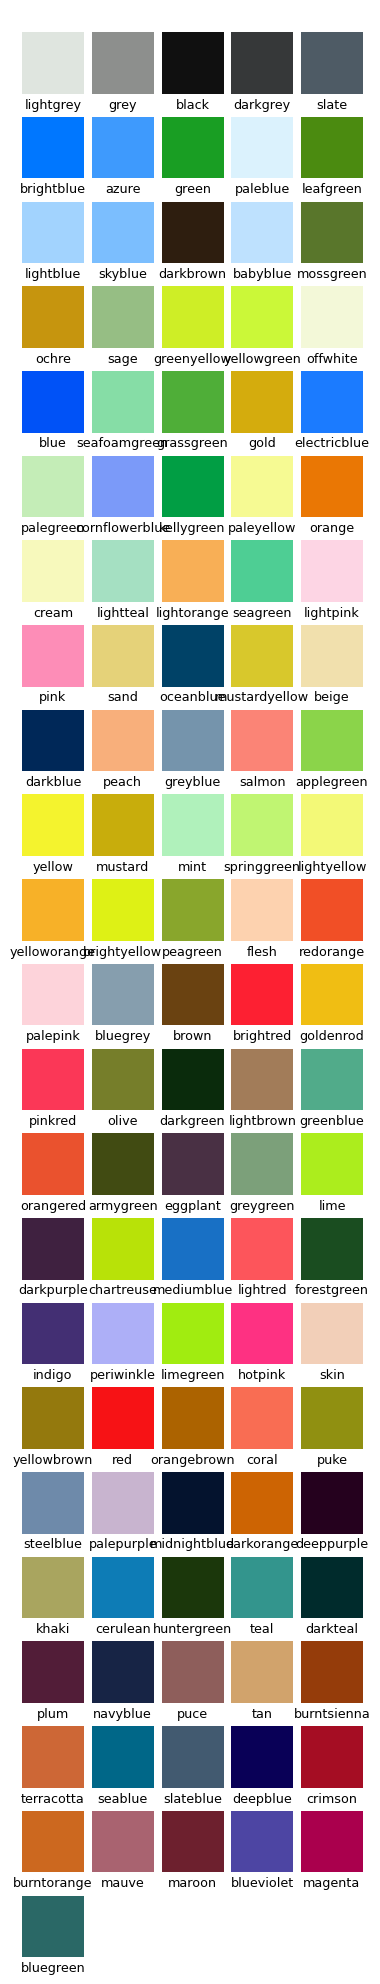 lightgrey grey black darkgrey slate
brightblue azure green paleblue leafgreen
lightblue skyblue darkbrown babyblue mossgreen
ochre sage greenyellow yellowgreen offwhite
blue seafoamgreen grassgreen gold electricblue
palegreen cornflowerblue kellygreen paleyellow orange
cream lightteal lightorange seagreen lightpink
pink sand oceanblue mustardyellow beige
darkblue peach greyblue salmon applegreen
yellow mustard mint springgreen lightyellow
yelloworange brightyellow peagreen flesh redorange
palepink bluegrey brown brightred goldenrod
pinkred olive darkgreen lightbrown greenblue
orangered armygreen eggplant greygreen lime
darkpurple chartreuse mediumblue lightred forestgreen
indigo periwinkle limegreen hotpink skin
yellowbrown red orangebrown coral puke
steelblue palepurple midnightblue darkorange deeppurple
khaki cerulean huntergreen teal darkteal
plum navyblue puce tan burntsienna
terracotta seablue slateblue deepblue crimson
burntorange mauve maroon blueviolet magenta
bluegreen